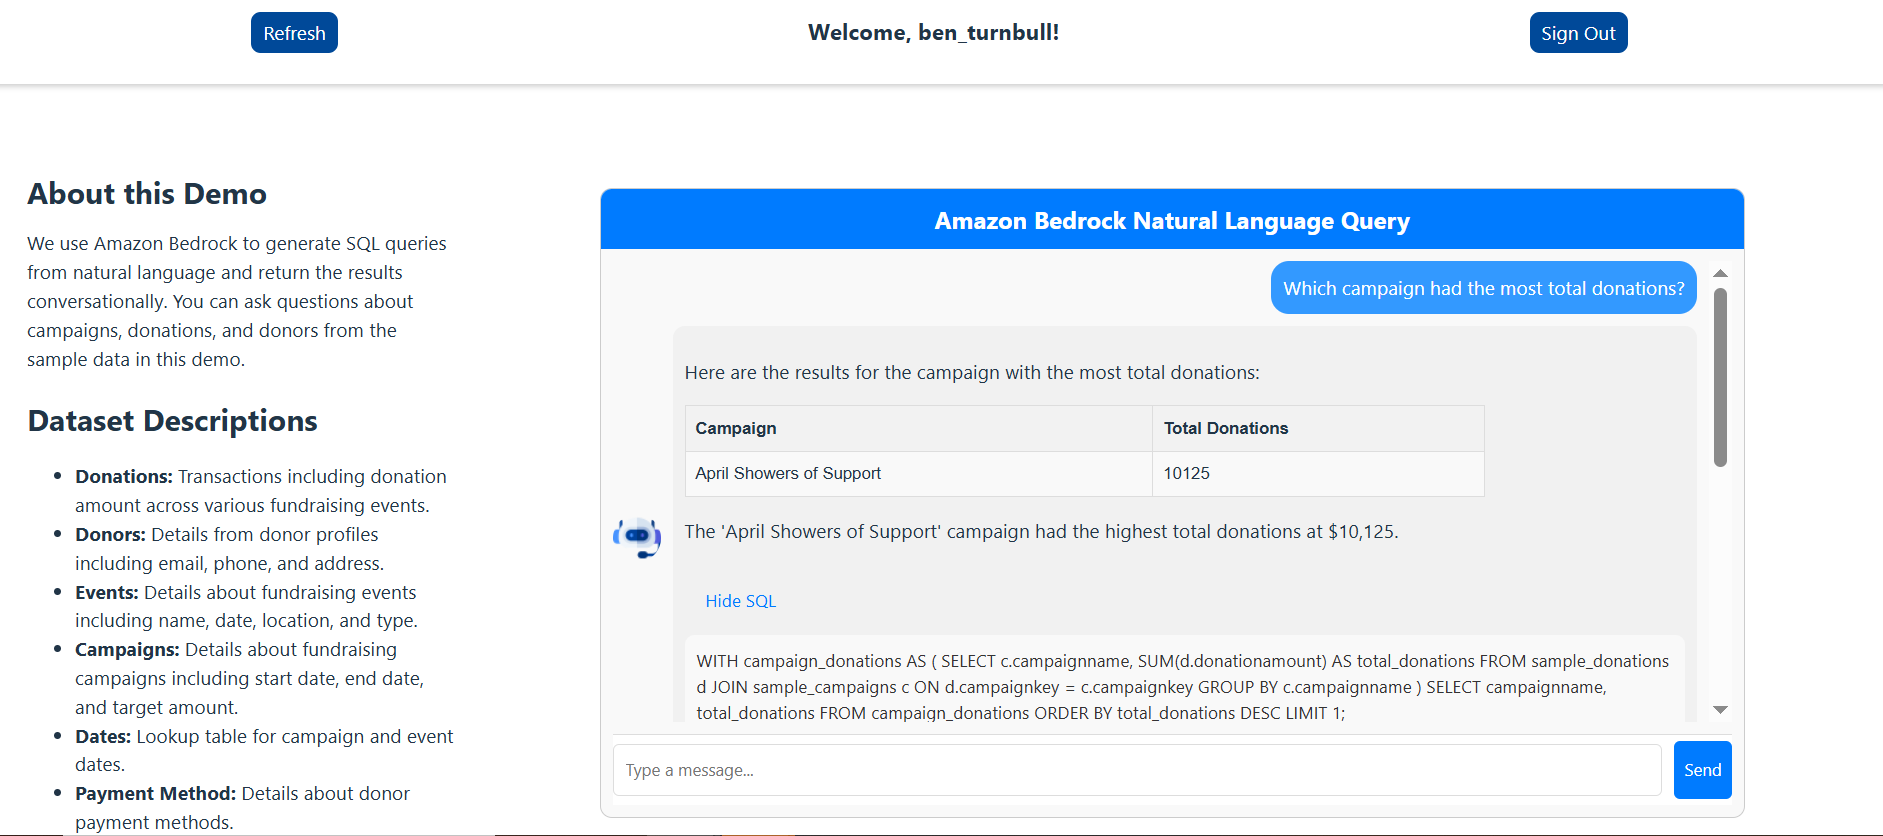 Refresh
Welcome, ben_turnbull!
Sign Out
About this Demo
We use Amazon Bedrock to generate SQL queries
from natural language and return the results
conversationally. You can ask questions about
campaigns, donations, and donors from the
sample data in this demo.
Dataset Descriptions
• Donations: Transactions including donation
amount across various fundraising events.
• Donors: Details from donor profiles
including email, phone, and address.
• Events: Details about fundraising events
including name, date, location, and type.
• Campaigns: Details about fundraising
campaigns including start date, end date,
and target amount.
• Dates: Lookup table for campaign and event
dates.
• Payment Method: Details about donor
payment methods.
Amazon Bedrock Natural Language Query
Which campaign had the most total donations?
Here are the results for the campaign with the most total donations:
Campaign Total Donations
April Showers of Support 10125
The 'April Showers of Support' campaign had the highest total donations at $10,125.
Hide SQL
WITH campaign_donations AS ( SELECT c.campaignname, SUM(d.donationamount) AS total_donations FROM sample_donations
d JOIN sample_campaigns c ON d.campaignkey = c.campaignkey GROUP BY c.campaignname ) SELECT campaignname,
total_donations FROM campaign_donations ORDER BY total_donations DESC LIMIT 1;
Type a message...
Send